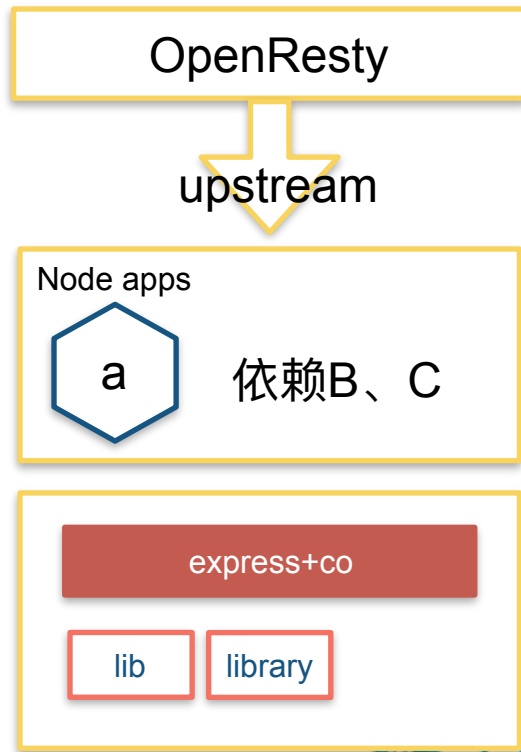 OpenResty
upstream
Node apps
a
依赖B、C
express+co
lib
library